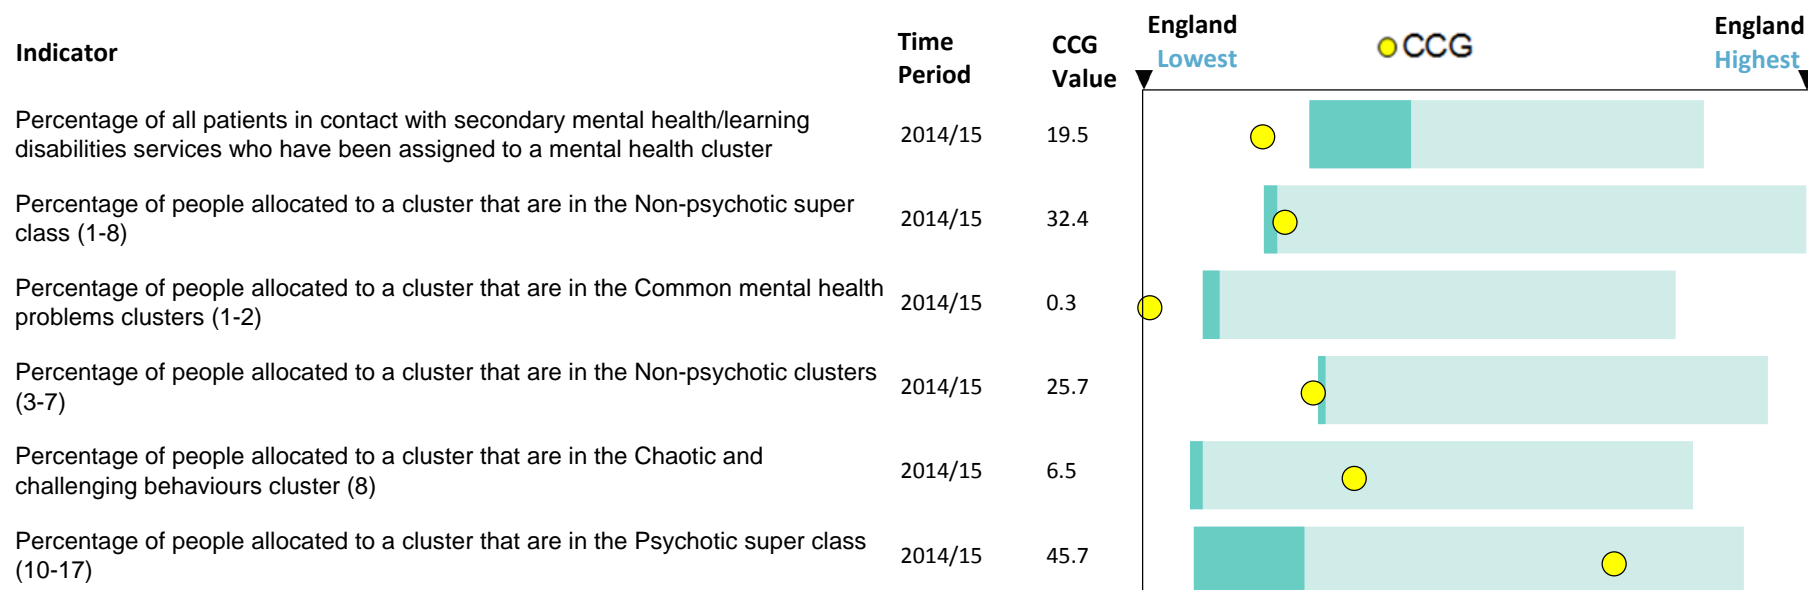 Indicator
Time
Period
CCG
Value
England
Lowest
CCG
England
Highest
Percentage of all patients in contact with secondary mental health/learning
disabilities services who have been assigned to a mental health cluster
2014/15
19.5
Percentage of people allocated to a cluster that are in the Non-psychotic super
class (1-8)
2014/15
32.4
Percentage of people allocated to a cluster that are in the Common mental health
problems clusters (1-2)
2014/15
0.3
Percentage of people allocated to a cluster that are in the Non-psychotic clusters
(3-7)
2014/15
25.7
Percentage of people allocated to a cluster that are in the Chaotic and
challenging behaviours cluster (8)
2014/15
6.5
Percentage of people allocated to a cluster that are in the Psychotic super class
(10-17)
2014/15
45.7